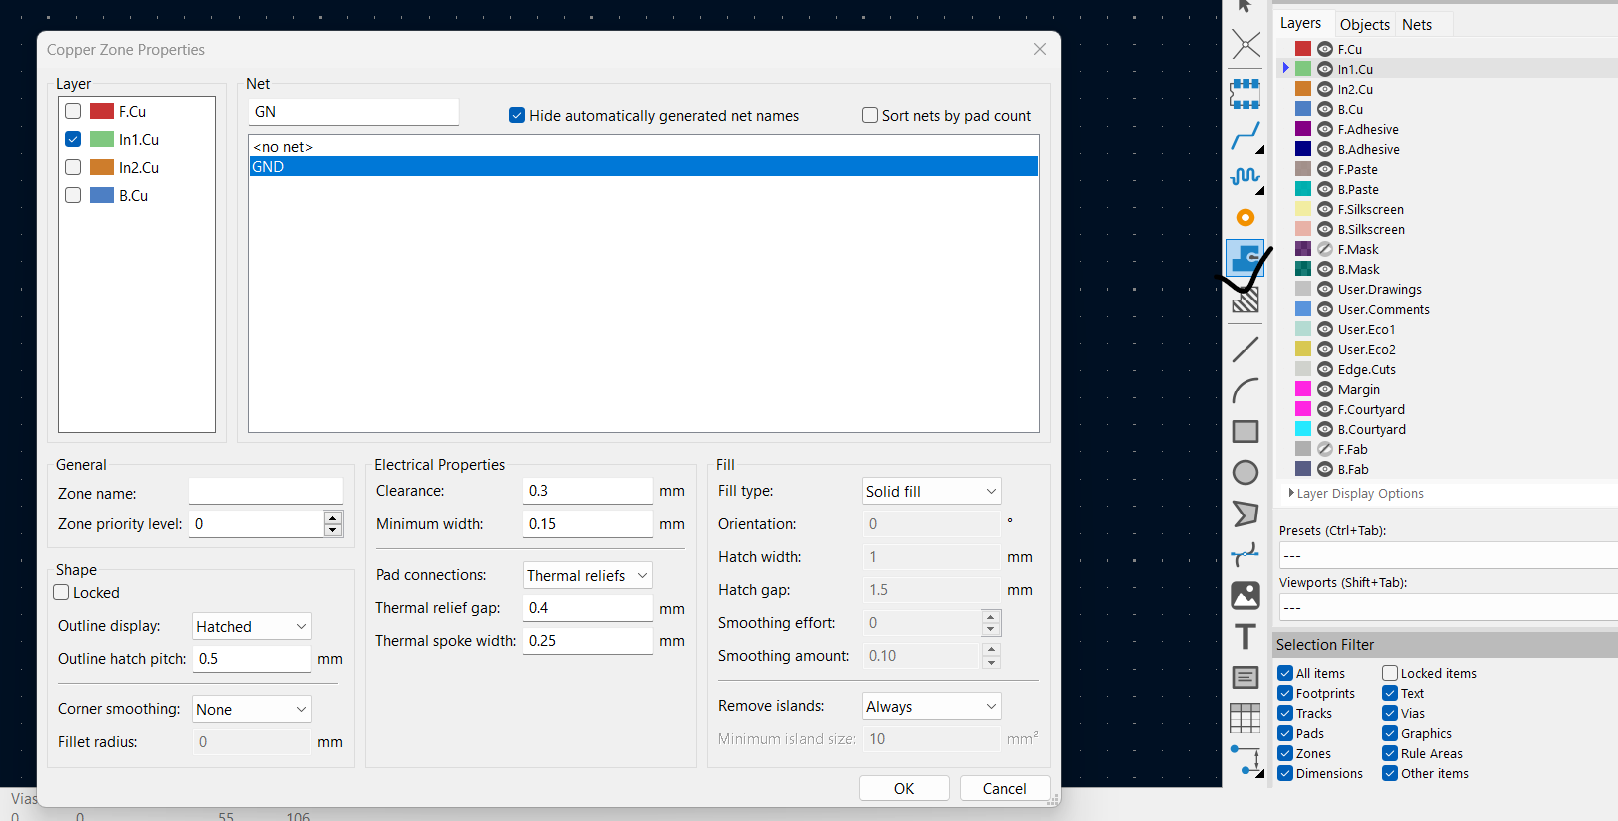 Copper Zone Properties
Layer
F.Cu
In1.Cu
In2.Cu
B.Cu
Net
GN
Hide automatically generated net names
Sort nets by pad count
<no net>
GND
General
Zone name:
Zone priority level: 0
Shape
Locked
Outline display: Hatched
Outline hatch pitch: 0.5 mm
Corner smoothing: None
Fillet radius: 0 mm
Electrical Properties
Clearance: 0.3 mm
Minimum width: 0.15 mm
Pad connections: Thermal reliefs
Thermal relief gap: 0.4 mm
Thermal spoke width: 0.25 mm
Fill
Fill type: Solid fill
Orientation: 0 °
Hatch width: 1 mm
Hatch gap: 1.5 mm
Smoothing effort: 0
Smoothing amount: 0.10
Remove islands: Always
Minimum island size: 10 mm²
OK Cancel
Vias
0 0 55 106
Layers Objects Nets
F.Cu
In1.Cu
In2.Cu
B.Cu
F.Adhesive
B.Adhesive
F.Paste
B.Paste
F.Silkscreen
B.Silkscreen
F.Mask
B.Mask
User.Drawings
User.Comments
User.Eco1
User.Eco2
Edge.Cuts
Margin
F.Courtyard
B.Courtyard
F.Fab
B.Fab
Layer Display Options
Presets (Ctrl+Tab):
---
Viewports (Shift+Tab):
---
Selection Filter
All items Locked items
Footprints Text
Tracks Vias
Pads Graphics
Zones Rule Areas
Dimensions Other items